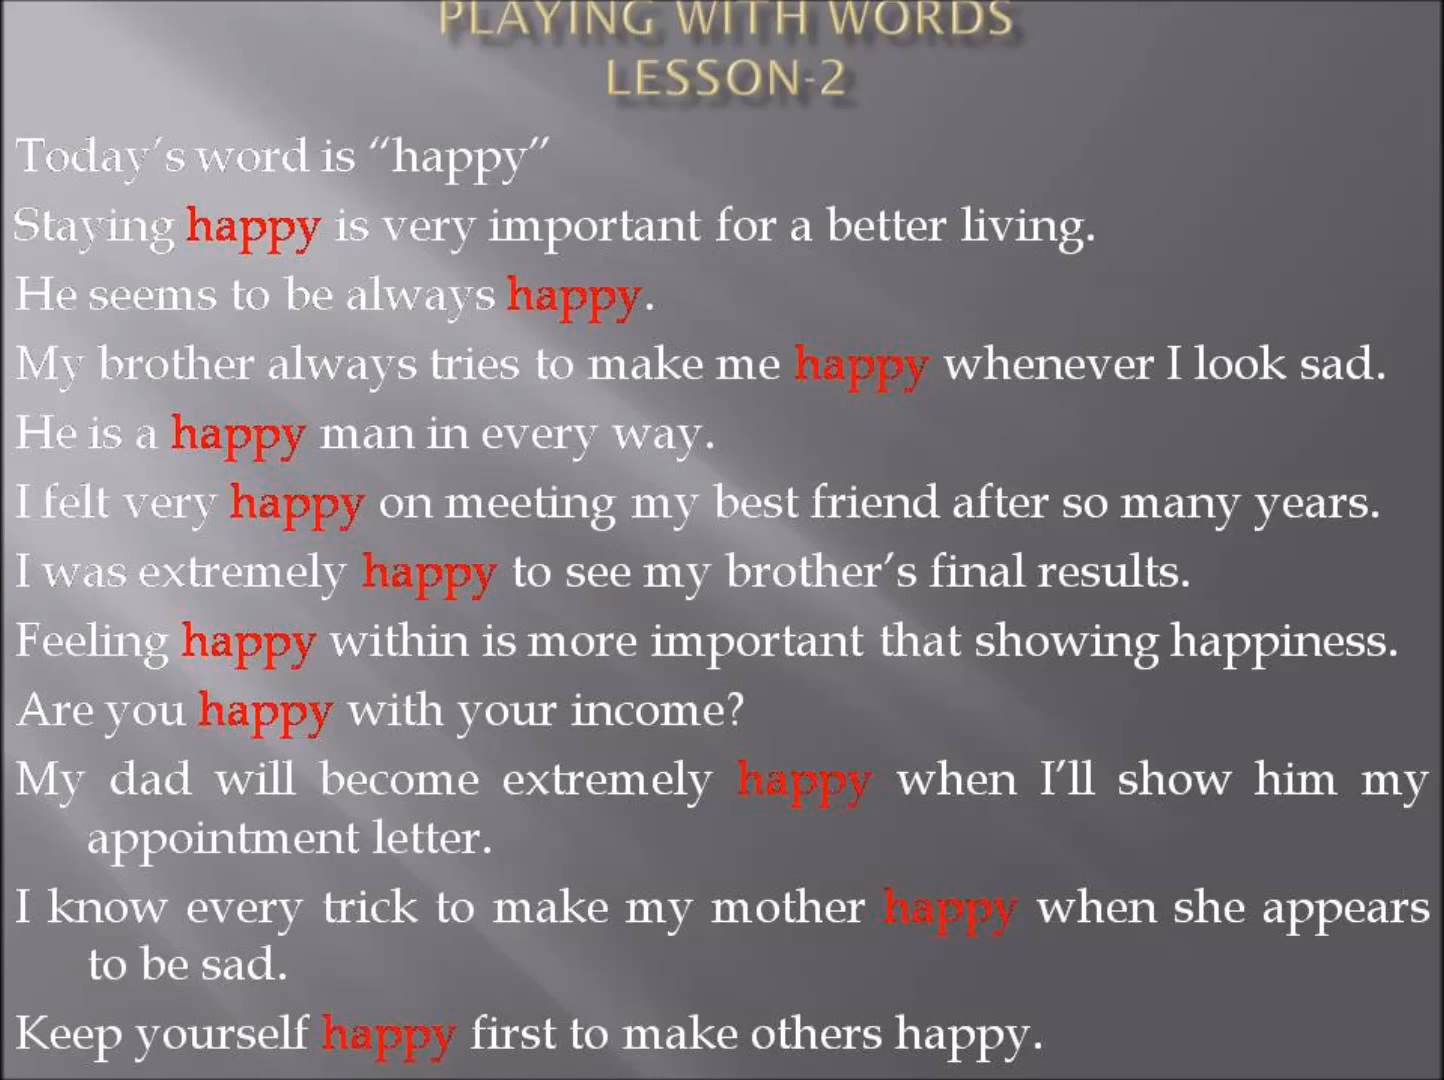 PLAYING WITH WORDS
LESSON-2
Today’s word is “happy”
Staying happy is very important for a better living.
He seems to be always happy.
My brother always tries to make me happy whenever I look sad.
He is a happy man in every way.
I felt very happy on meeting my best friend after so many years.
I was extremely happy to see my brother’s final results.
Feeling happy within is more important that showing happiness.
Are you happy with your income?
My dad will become extremely happy when I’ll show him my
appointment letter.
I know every trick to make my mother happy when she appears
to be sad.
Keep yourself happy first to make others happy.